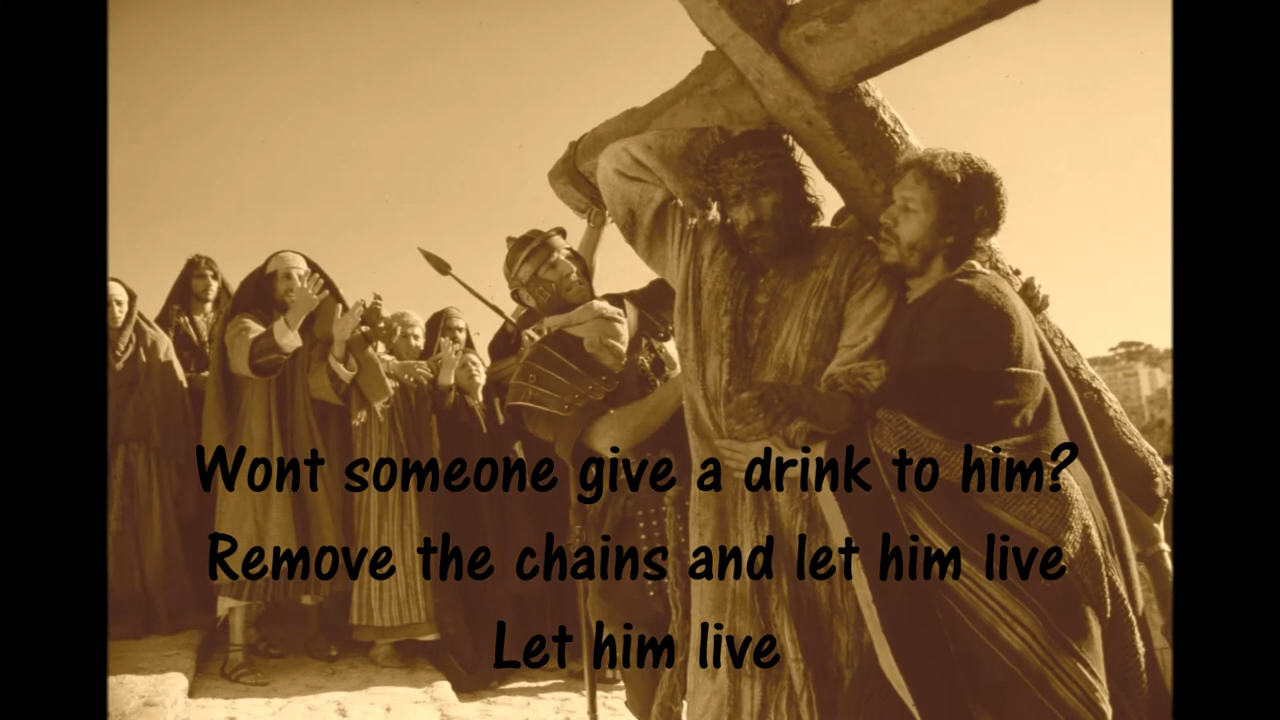 Wont someone give a drink to him?
Remove the chains and let him live
Let him live